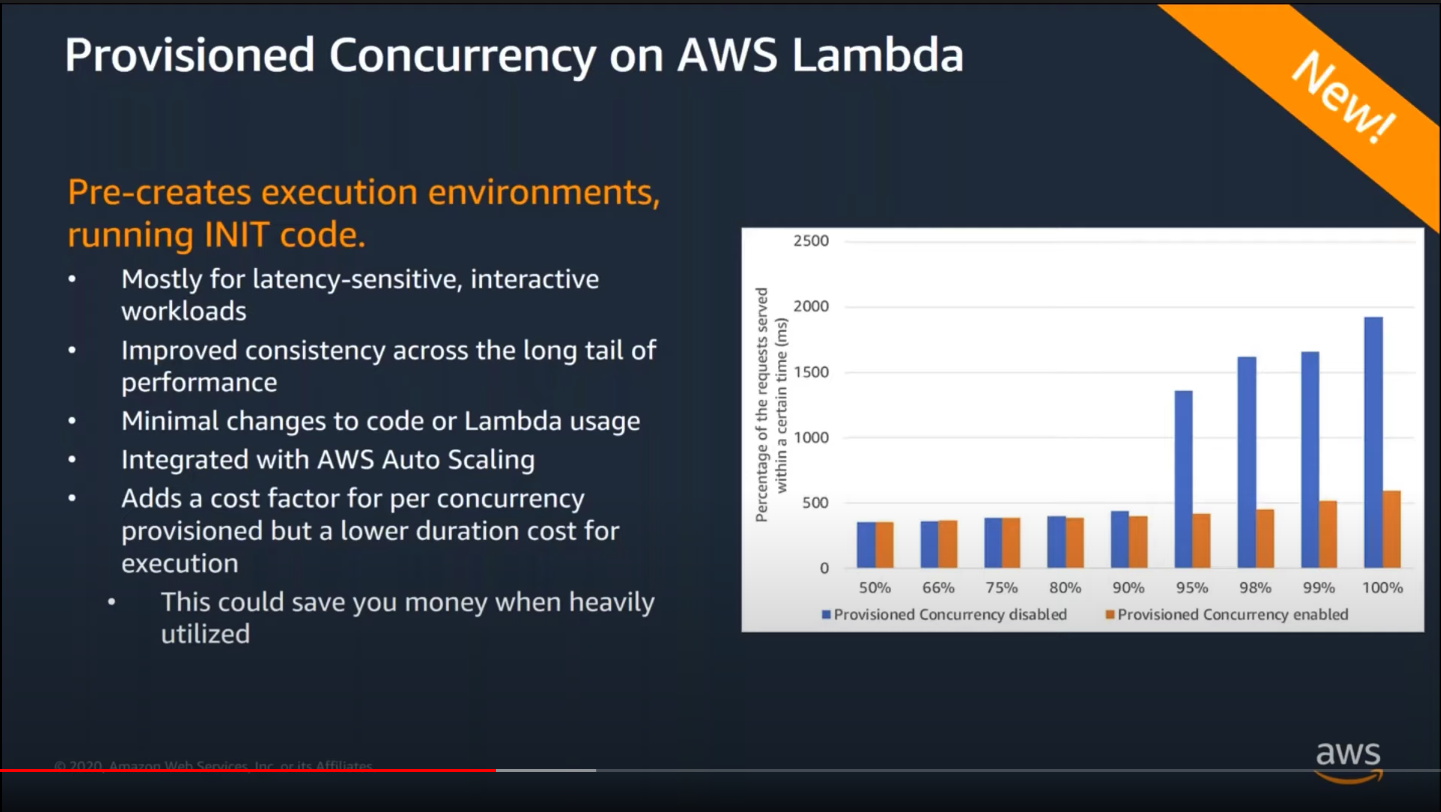 Provisioned Concurrency on AWS Lambda
New!
Pre-creates execution environments,
running INIT code.
• Mostly for latency-sensitive, interactive
workloads
• Improved consistency across the long tail of
performance
• Minimal changes to code or Lambda usage
• Integrated with AWS Auto Scaling
• Adds a cost factor for per concurrency
provisioned but a lower duration cost for
execution
• This could save you money when heavily
utilized
Percentage of the requests served
within a certain time (ms)
2500
2000
1500
1000
500
0
50% 66% 75% 80% 90% 95% 98% 99% 100%
Provisioned Concurrency disabled Provisioned Concurrency enabled
© 2020, Amazon Web Services, Inc. or its Affiliates
aws